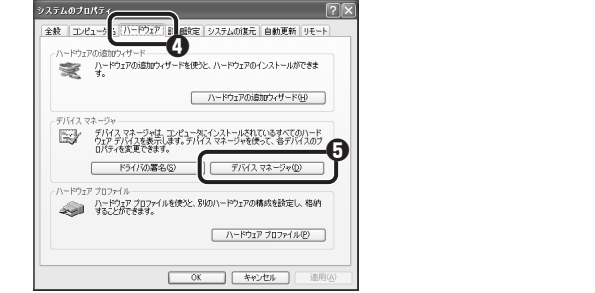 システムのプロパティ
全般 コンピュータ名 ハードウェア 詳細設定 システムの復元 自動更新 リモート
❹
ハードウェアの追加ウィザード
ハードウェアの追加ウィザードを使うと、ハードウェアのインストールができま
す。
ハードウェアの追加ウィザード(H)
デバイス マネージャ
デバイス マネージャは、コンピュータにインストールされているすべてのハード
ウェア デバイスを表示します。デバイス マネージャを使って、各デバイスのプ
ロパティを変更できます。
❺
ドライバの署名(S) デバイス マネージャ(D)
ハードウェア プロファイル
ハードウェア プロファイルを使うと、別のハードウェアの構成を設定し、格納
することができます。
ハードウェア プロファイル(P)
OK キャンセル 適用(A)